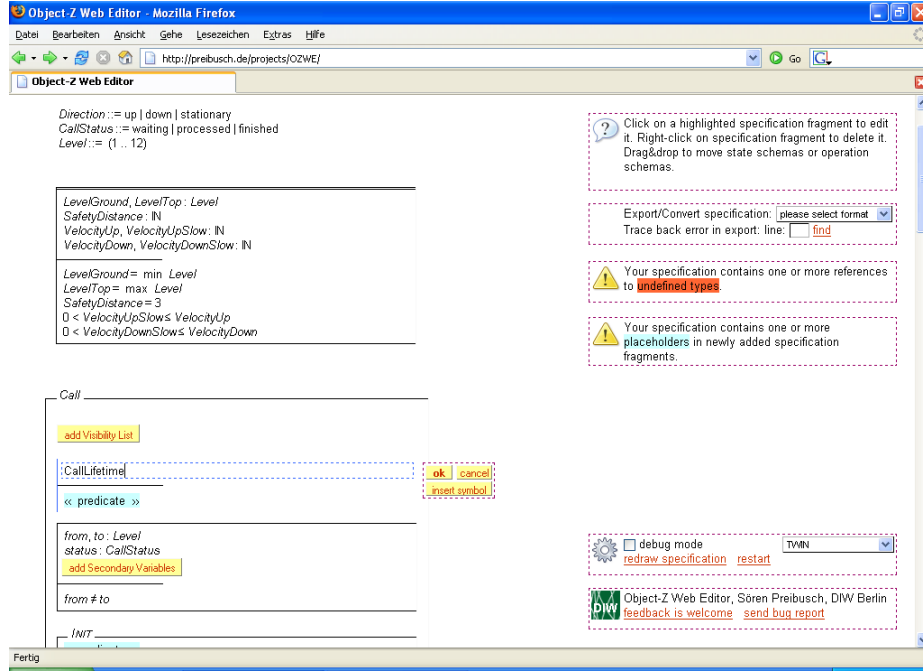 Object-Z Web Editor - Mozilla Firefox
Datei Bearbeiten Ansicht Gehe Lesezeichen Extras Hilfe
http://preibusch.de/projects/OZWE/ Go G
Object-Z Web Editor
Direction ::= up | down | stationary
CallStatus ::= waiting | processed | finished
Level ::= (1 .. 12)
Click on a highlighted specification fragment to edit
it. Right-click on specification fragment to delete it.
Drag&drop to move state schemas or operation
schemas.
LevelGround, LevelTop : Level
SafetyDistance : ℕ
VelocityUp, VelocityUpSlow : ℕ
VelocityDown, VelocityDownSlow : ℕ
Export/Convert specification: please select format
Trace back error in export: line: find
LevelGround = min Level
LevelTop = max Level
SafetyDistance = 3
0 < VelocityUpSlow ≤ VelocityUp
0 < VelocityDownSlow ≤ VelocityDown
Your specification contains one or more references
to undefined types.
Your specification contains one or more
placeholders in newly added specification
fragments.
Call
add Visibility List
CallLifetime
ok cancel
insert symbol
« predicate »
from, to : Level
status : CallStatus
add Secondary Variables
from ≠ to
debug mode TWIN
redraw specification restart
DIW Object-Z Web Editor, Sören Preibusch, DIW Berlin
feedback is welcome send bug report
INIT
Fertig